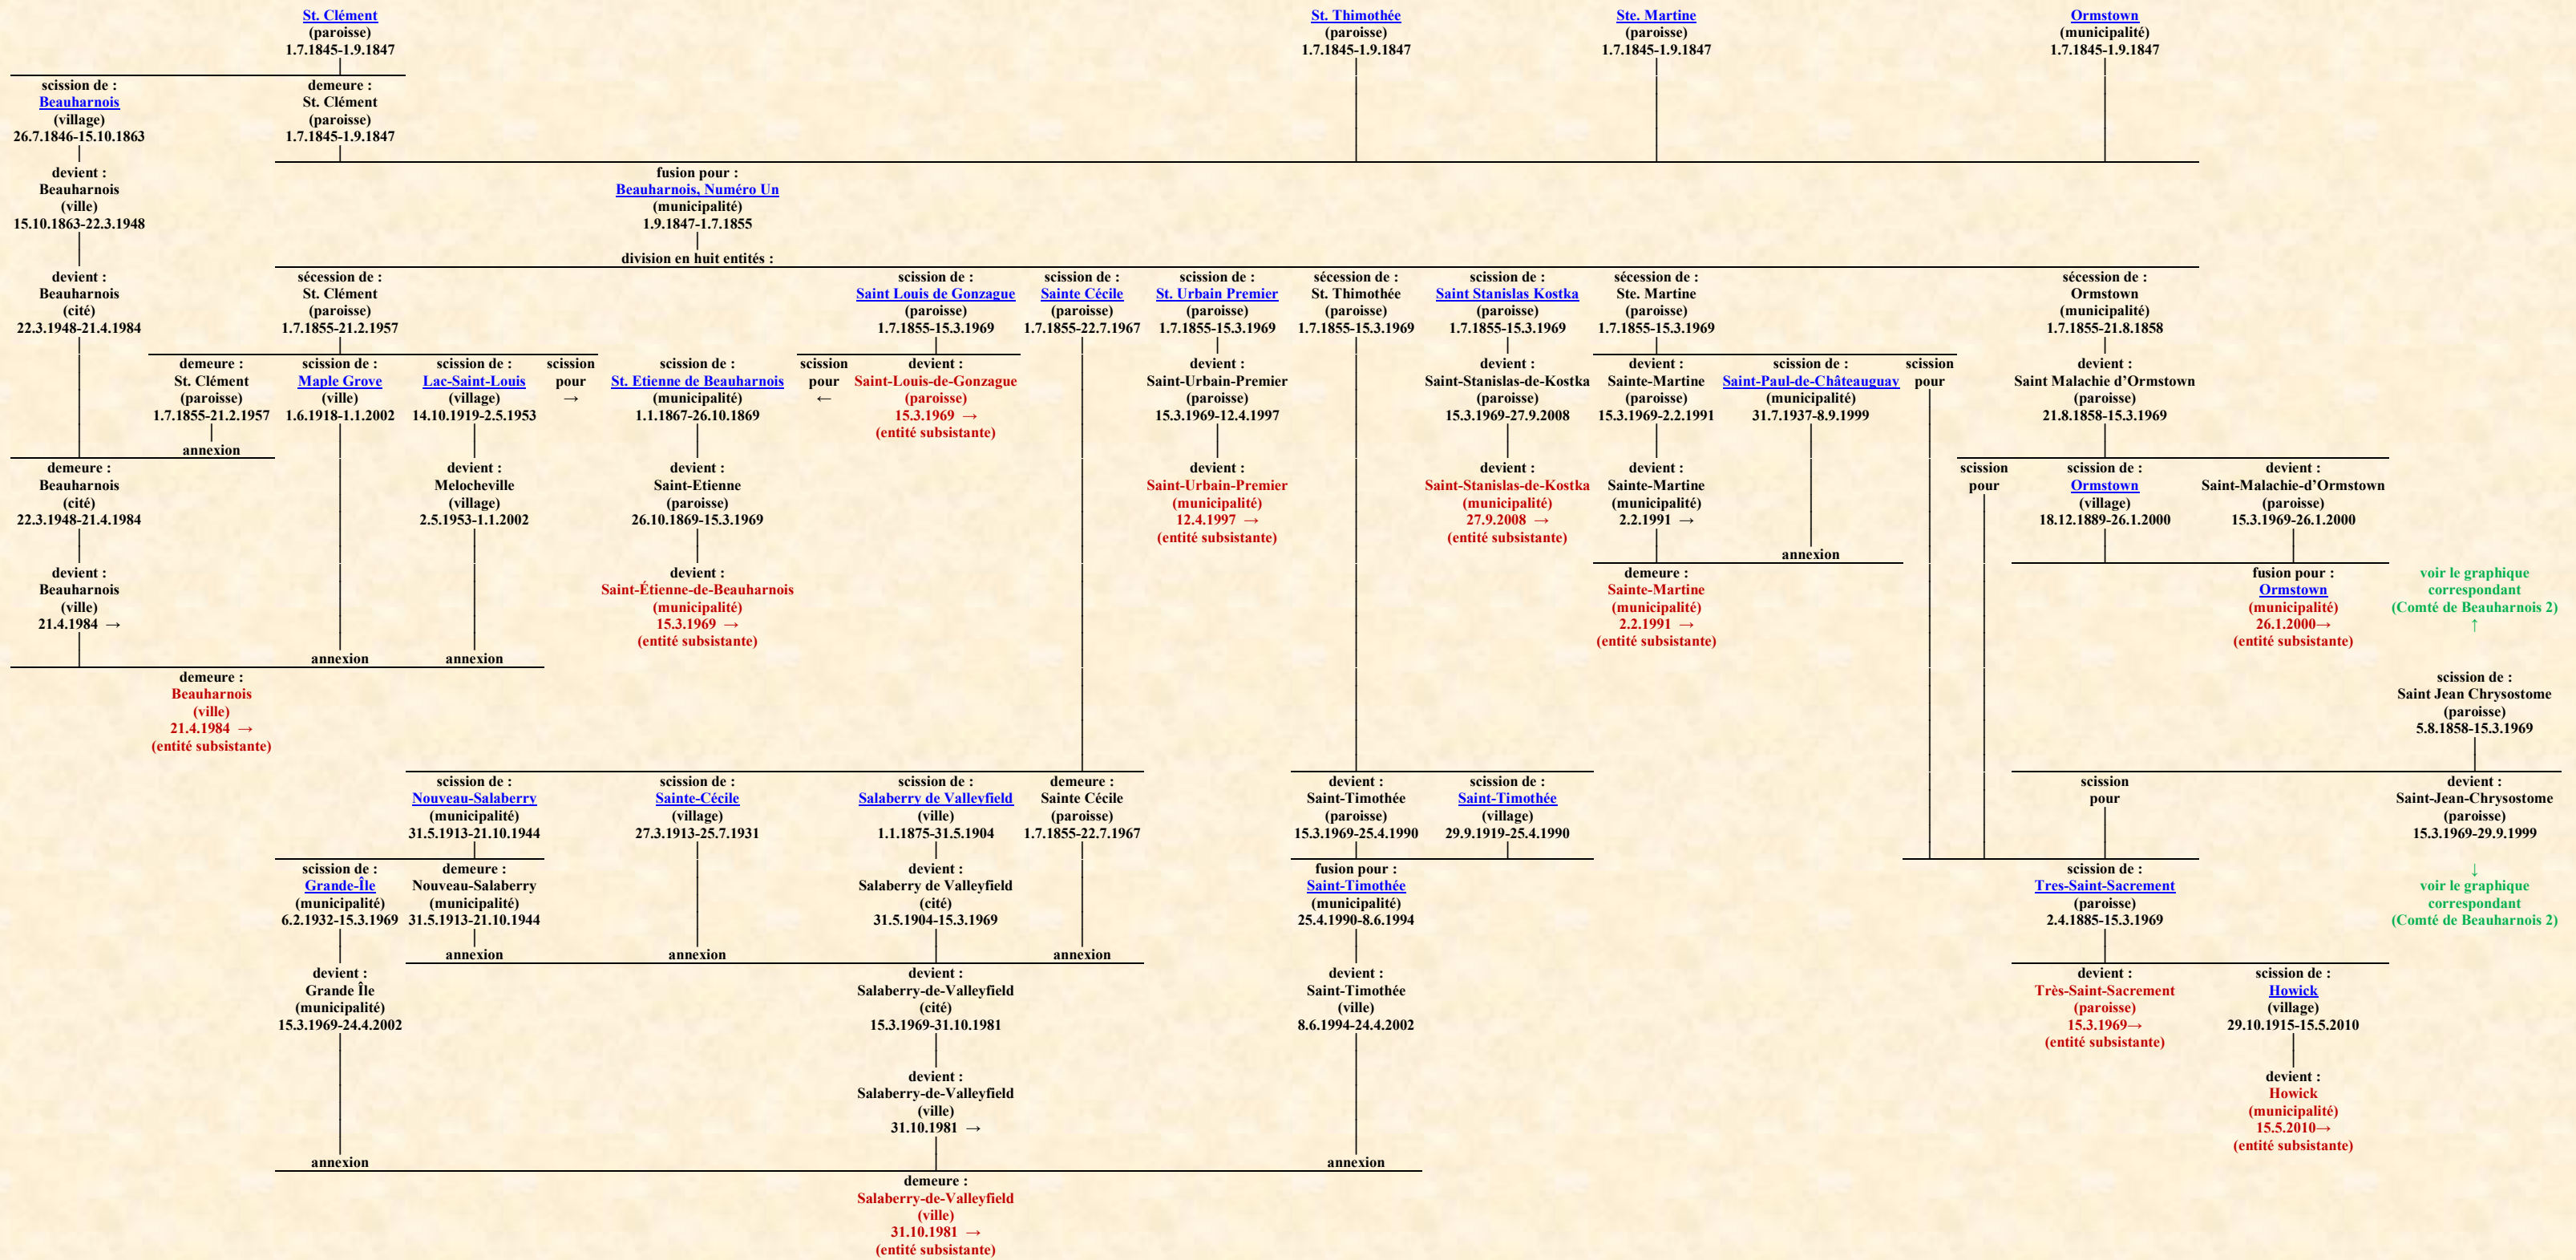 St. Clément
(paroisse)
1.7.1845-1.9.1847
St. Thimothée
(paroisse)
1.7.1845-1.9.1847
Ste. Martine
(paroisse)
1.7.1845-1.9.1847
Ormstown
(municipalité)
1.7.1845-1.9.1847
scission de :
Beauharnois
(village)
26.7.1846-15.10.1863
demeure :
St. Clément
(paroisse)
1.7.1845-1.9.1847
devient :
Beauharnois
(ville)
15.10.1863-22.3.1948
fusion pour :
Beauharnois, Numéro Un
(municipalité)
1.9.1847-1.7.1855
division en huit entités :
devient :
Beauharnois
(cité)
22.3.1948-21.4.1984
sécession de :
St. Clément
(paroisse)
1.7.1855-21.2.1957
scission de :
Saint Louis de Gonzague
(paroisse)
1.7.1855-15.3.1969
scission de :
Sainte Cécile
(paroisse)
1.7.1855-22.7.1967
scission de :
St. Urbain Premier
(paroisse)
1.7.1855-15.3.1969
sécession de :
St. Thimothée
(paroisse)
1.7.1855-15.3.1969
scission de :
Saint Stanislas Kostka
(paroisse)
1.7.1855-15.3.1969
sécession de :
Ste. Martine
(paroisse)
1.7.1855-15.3.1969
sécession de :
Ormstown
(municipalité)
1.7.1855-21.8.1858
demeure :
St. Clément
(paroisse)
1.7.1855-21.2.1957
annexion
scission de :
Maple Grove
(ville)
1.6.1918-1.1.2002
scission de :
Lac-Saint-Louis
(village)
14.10.1919-2.5.1953
scission
pour
→
scission de :
St. Etienne de Beauharnois
(municipalité)
1.1.1867-26.10.1869
scission
pour
←
devient :
Saint-Louis-de-Gonzague
(paroisse)
15.3.1969 →
(entité subsistante)
devient :
Saint-Urbain-Premier
(paroisse)
15.3.1969-12.4.1997
devient :
Saint-Stanislas-de-Kostka
(paroisse)
15.3.1969-27.9.2008
devient :
Sainte-Martine
(paroisse)
15.3.1969-2.2.1991
scission de :
Saint-Paul-de-Châteauguay
(municipalité)
31.7.1937-8.9.1999
scission
pour
devient :
Saint Malachie d’Ormstown
(paroisse)
21.8.1858-15.3.1969
demeure :
Beauharnois
(cité)
22.3.1948-21.4.1984
devient :
Melocheville
(village)
2.5.1953-1.1.2002
devient :
Saint-Etienne
(paroisse)
26.10.1869-15.3.1969
devient :
Saint-Urbain-Premier
(municipalité)
12.4.1997 →
(entité subsistante)
devient :
Saint-Stanislas-de-Kostka
(municipalité)
27.9.2008 →
(entité subsistante)
devient :
Sainte-Martine
(municipalité)
2.2.1991 →
annexion
scission
pour
scission de :
Ormstown
(village)
18.12.1889-26.1.2000
devient :
Saint-Malachie-d’Ormstown
(paroisse)
15.3.1969-26.1.2000
devient :
Beauharnois
(ville)
21.4.1984 →
annexion
annexion
devient :
Saint-Étienne-de-Beauharnois
(municipalité)
15.3.1969 →
(entité subsistante)
demeure :
Sainte-Martine
(municipalité)
2.2.1991 →
(entité subsistante)
fusion pour :
Ormstown
(municipalité)
26.1.2000→
(entité subsistante)
voir le graphique
correspondant
(Comté de Beauharnois 2)
↑
demeure :
Beauharnois
(ville)
21.4.1984 →
(entité subsistante)
scission de :
Saint Jean Chrysostome
(paroisse)
5.8.1858-15.3.1969
scission de :
Nouveau-Salaberry
(municipalité)
31.5.1913-21.10.1944
scission de :
Sainte-Cécile
(village)
27.3.1913-25.7.1931
scission de :
Salaberry de Valleyfield
(ville)
1.1.1875-31.5.1904
demeure :
Sainte Cécile
(paroisse)
1.7.1855-22.7.1967
devient :
Saint-Timothée
(paroisse)
15.3.1969-25.4.1990
scission de :
Saint-Timothée
(village)
29.9.1919-25.4.1990
scission
pour
devient :
Saint-Jean-Chrysostome
(paroisse)
15.3.1969-29.9.1999
scission de :
Grande-Île
(municipalité)
6.2.1932-15.3.1969
demeure :
Nouveau-Salaberry
(municipalité)
31.5.1913-21.10.1944
annexion
annexion
devient :
Salaberry de Valleyfield
(cité)
31.5.1904-15.3.1969
annexion
fusion pour :
Saint-Timothée
(municipalité)
25.4.1990-8.6.1994
scission de :
Tres-Saint-Sacrement
(paroisse)
2.4.1885-15.3.1969
↓
voir le graphique
correspondant
(Comté de Beauharnois 2)
devient :
Grande Île
(municipalité)
15.3.1969-24.4.2002
devient :
Salaberry-de-Valleyfield
(cité)
15.3.1969-31.10.1981
devient :
Saint-Timothée
(ville)
8.6.1994-24.4.2002
devient :
Très-Saint-Sacrement
(paroisse)
15.3.1969→
(entité subsistante)
scission de :
Howick
(village)
29.10.1915-15.5.2010
devient :
Salaberry-de-Valleyfield
(ville)
31.10.1981 →
devient :
Howick
(municipalité)
15.5.2010→
(entité subsistante)
annexion
annexion
demeure :
Salaberry-de-Valleyfield
(ville)
31.10.1981 →
(entité subsistante)